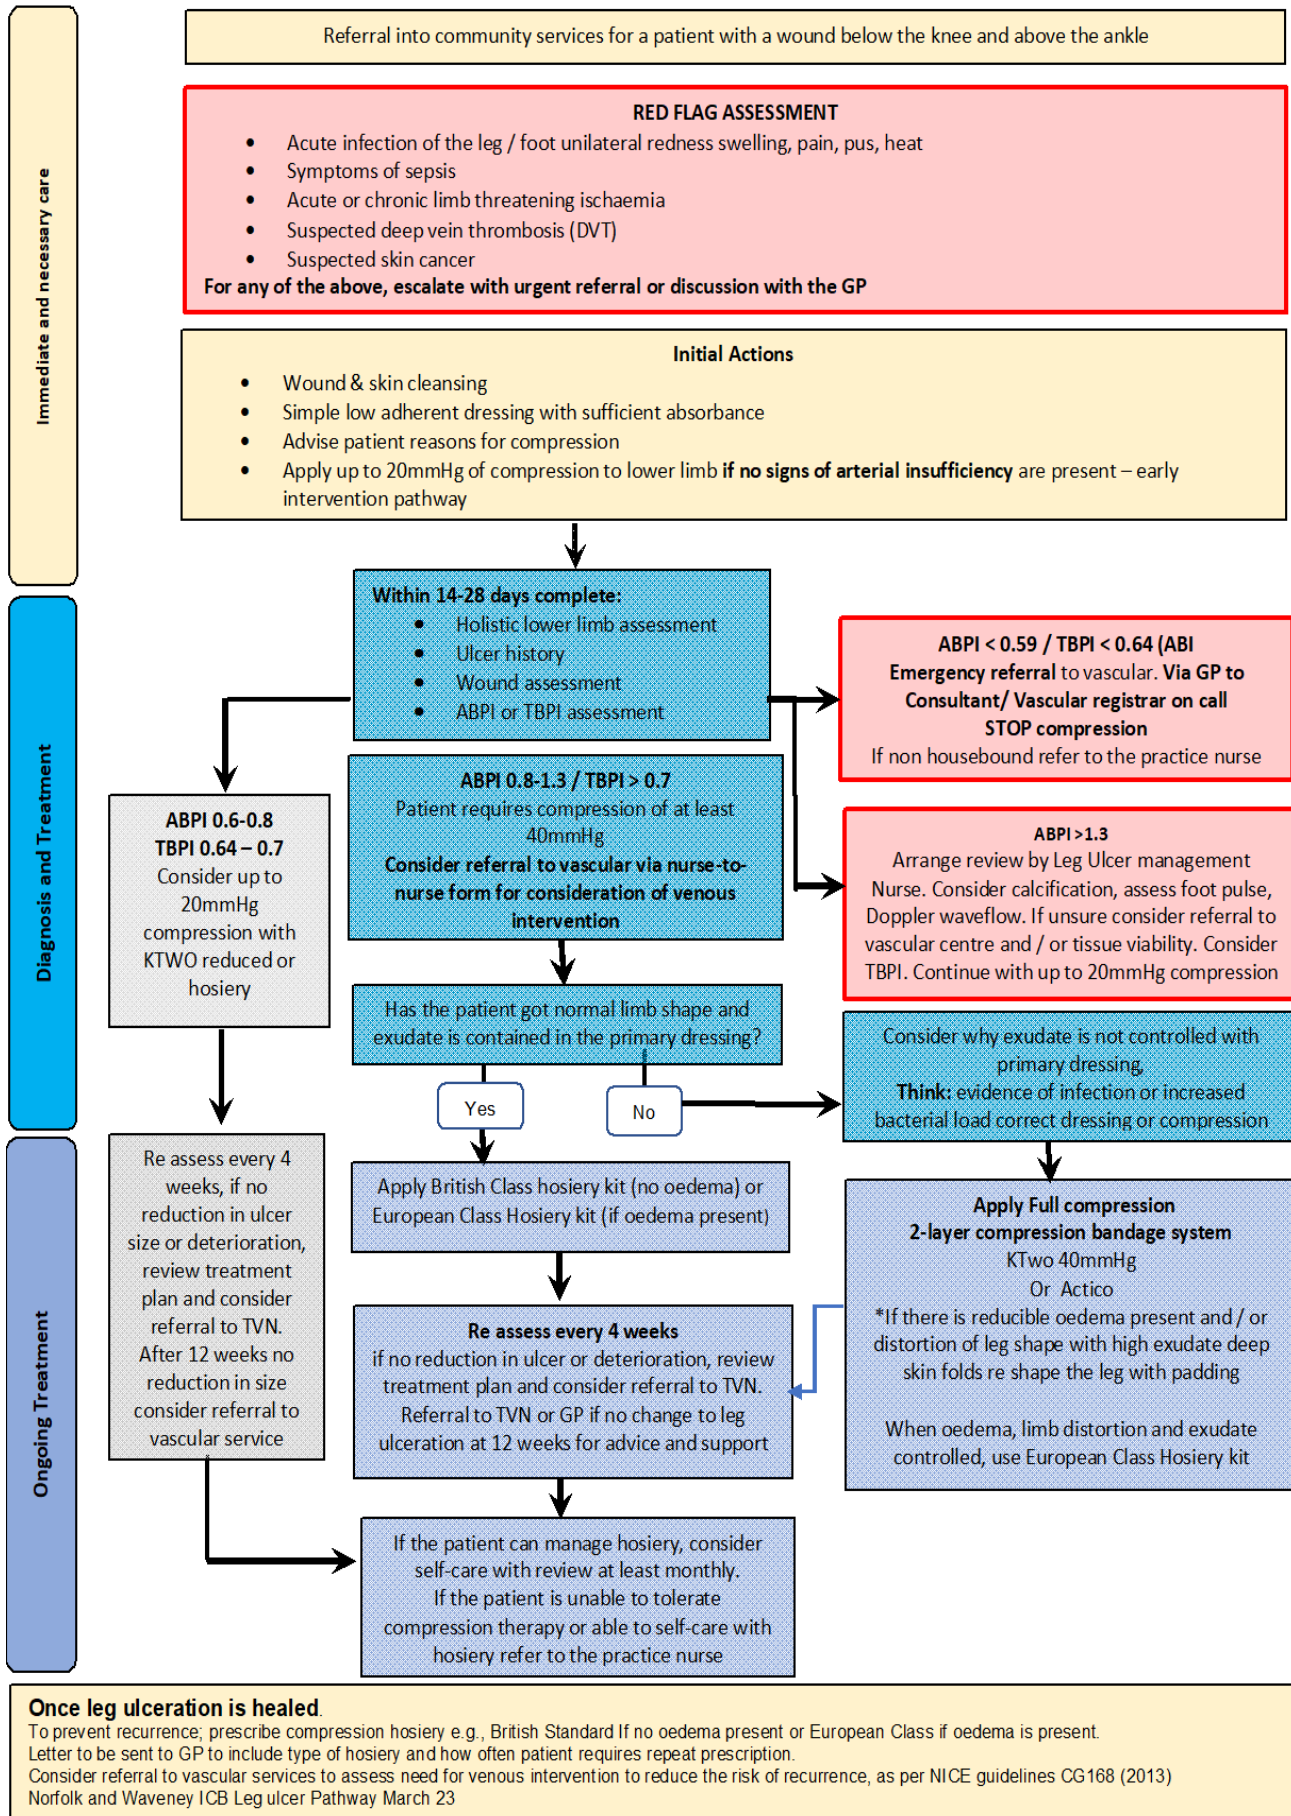 Immediate and necessary care
Referral into community services for a patient with a wound below the knee and above the ankle
RED FLAG ASSESSMENT
• Acute infection of the leg / foot unilateral redness swelling, pain, pus, heat
• Symptoms of sepsis
• Acute or chronic limb threatening ischaemia
• Suspected deep vein thrombosis (DVT)
• Suspected skin cancer
For any of the above, escalate with urgent referral or discussion with the GP
Initial Actions
• Wound & skin cleansing
• Simple low adherent dressing with sufficient absorbance
• Advise patient reasons for compression
• Apply up to 20mmHg of compression to lower limb if no signs of arterial insufficiency are present – early
intervention pathway
Diagnosis and Treatment
Within 14-28 days complete:
• Holistic lower limb assessment
• Ulcer history
• Wound assessment
• ABPI or TBPI assessment
ABPI < 0.59 / TBPI < 0.64 (ABI
Emergency referral to vascular. Via GP to
Consultant/ Vascular registrar on call
STOP compression
If non housebound refer to the practice nurse
ABPI 0.6-0.8
TBPI 0.64 – 0.7
Consider up to
20mmHg
compression with
KTWO reduced or
hosiery
ABPI 0.8-1.3 / TBPI > 0.7
Patient requires compression of at least
40mmHg
Consider referral to vascular via nurse-to-
nurse form for consideration of venous
intervention
ABPI >1.3
Arrange review by Leg Ulcer management
Nurse. Consider calcification, assess foot pulse,
Doppler waveflow. If unsure consider referral to
vascular centre and / or tissue viability. Consider
TBPI. Continue with up to 20mmHg compression
Has the patient got normal limb shape and
exudate is contained in the primary dressing?
Yes
No
Consider why exudate is not controlled with
primary dressing,
Think: evidence of infection or increased
bacterial load correct dressing or compression
Ongoing Treatment
Re assess every 4
weeks, if no
reduction in ulcer
size or deterioration,
review treatment
plan and consider
referral to TVN.
After 12 weeks no
reduction in size
consider referral to
vascular service
Apply British Class hosiery kit (no oedema) or
European Class Hosiery kit (if oedema present)
Apply Full compression
2-layer compression bandage system
KTwo 40mmHg
Or Actico
*If there is reducible oedema present and / or
distortion of leg shape with high exudate deep
skin folds re shape the leg with padding
When oedema, limb distortion and exudate
controlled, use European Class Hosiery kit
Re assess every 4 weeks
if no reduction in ulcer or deterioration, review
treatment plan and consider referral to TVN.
Referral to TVN or GP if no change to leg
ulceration at 12 weeks for advice and support
If the patient can manage hosiery, consider
self-care with review at least monthly.
If the patient is unable to tolerate
compression therapy or able to self-care with
hosiery refer to the practice nurse
Once leg ulceration is healed.
To prevent recurrence; prescribe compression hosiery e.g., British Standard If no oedema present or European Class if oedema is present.
Letter to be sent to GP to include type of hosiery and how often patient requires repeat prescription.
Consider referral to vascular services to assess need for venous intervention to reduce the risk of recurrence, as per NICE guidelines CG168 (2013)
Norfolk and Waveney ICB Leg ulcer Pathway March 23